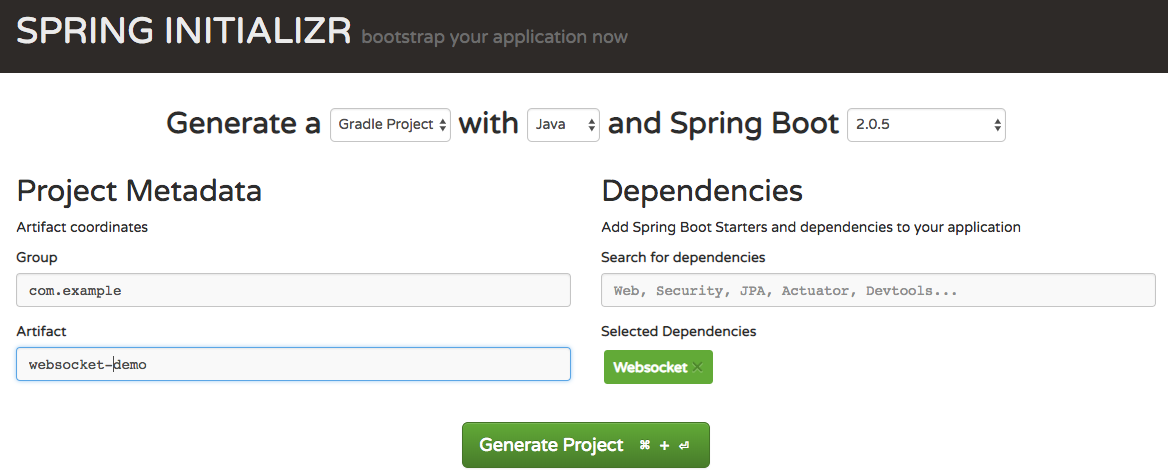 SPRING INITIALIZR bootstrap your application now
Generate a Gradle Project with Java and Spring Boot 2.0.5
Project Metadata
Artifact coordinates
Group
com.example
Artifact
websocket-demo
Dependencies
Add Spring Boot Starters and dependencies to your application
Search for dependencies
Web, Security, JPA, Actuator, Devtools...
Selected Dependencies
Websocket ×
Generate Project ⌘ + ⏎